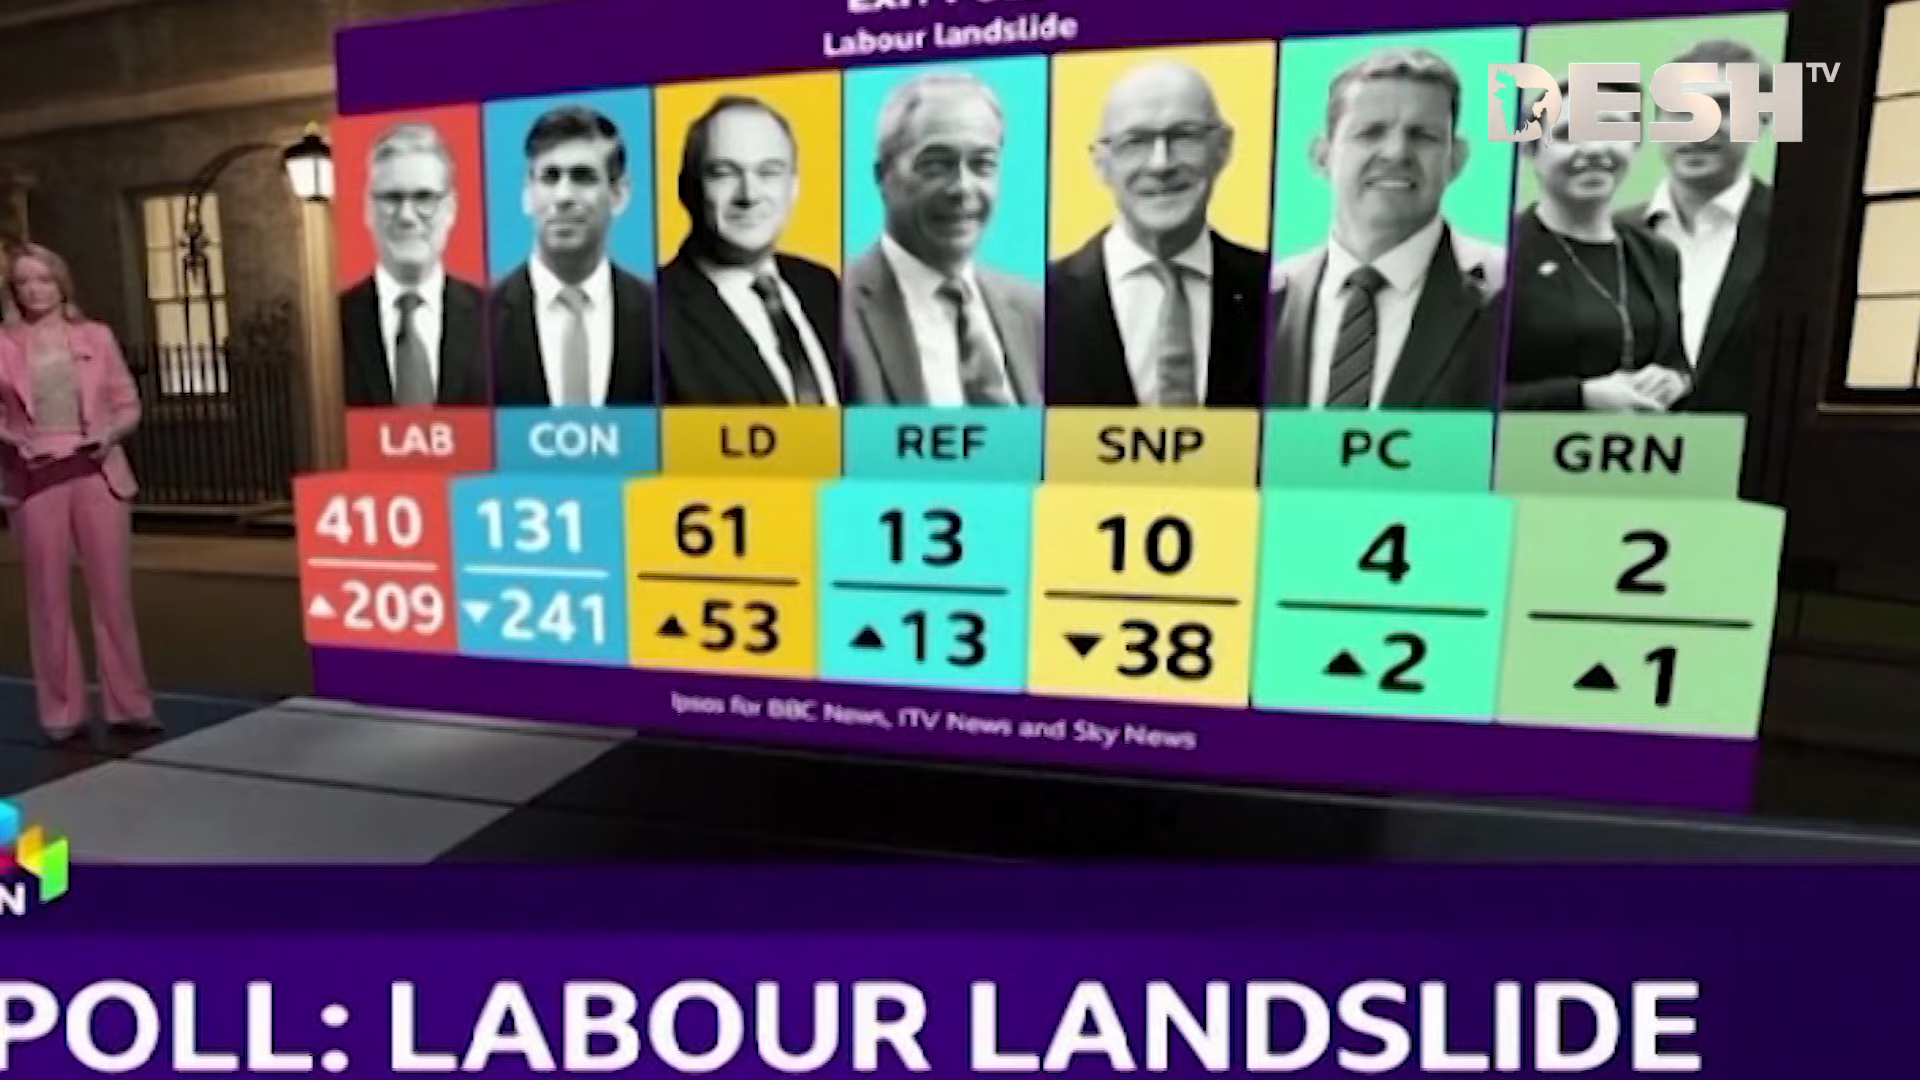 Labour landslide
DESH TV
LAB CON LD REF SNP PC GRN
410 131 61 13 10 4 2
▲209 ▼241 ▲53 ▲13 ▼38 ▲2 ▲1
Ipsos for BBC News, ITV News and Sky News
N
POLL: LABOUR LANDSLIDE